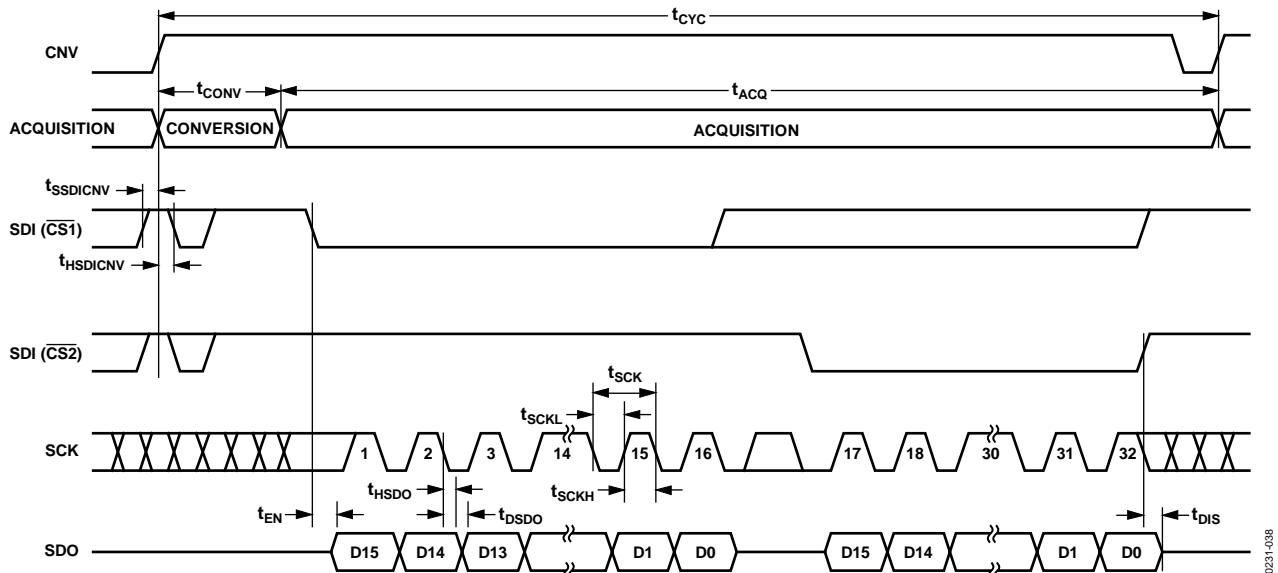 tCYC
CNV
tCONV
tACQ
ACQUISITION CONVERSION ACQUISITION
tSSDICNV
SDI (CS1)
tHSDICNV
SDI (CS2)
tSCK
tSCKL
SCK 1 2 3 14 15 16 17 18 30 31 32
tHSDO
tSCKH
tEN tDSDO tDIS
SDO D15 D14 D13 D1 D0 D15 D14 D1 D0
0231-038